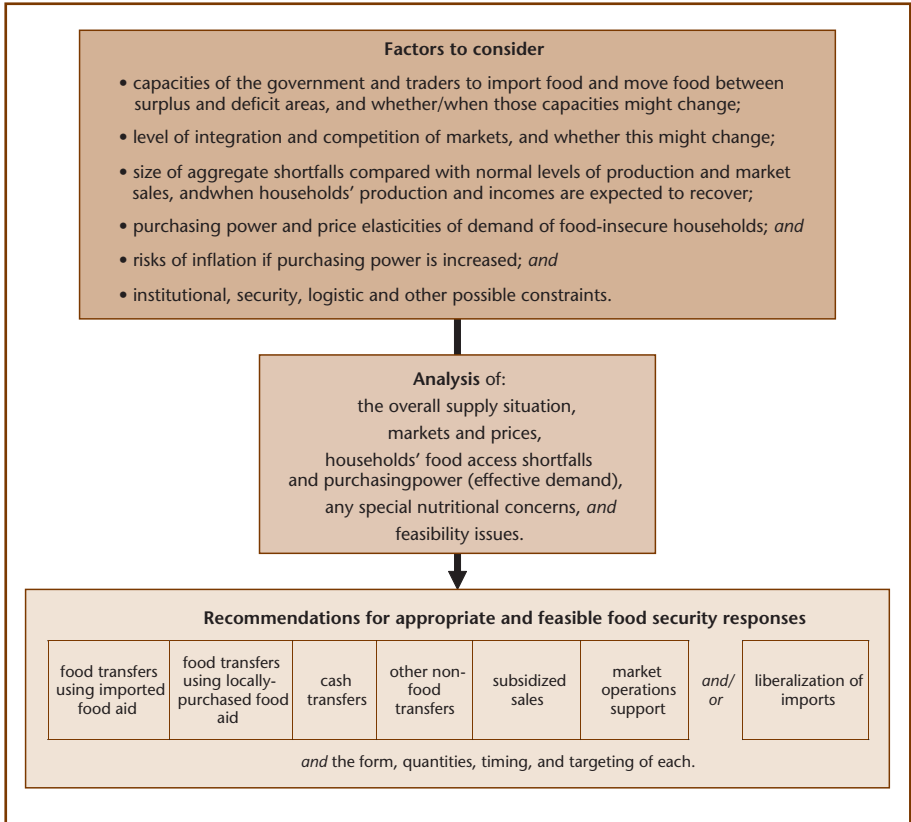 Factors to consider
• capacities of the government and traders to import food and move food between
surplus and deficit areas, and whether/when those capacities might change;
• level of integration and competition of markets, and whether this might change;
• size of aggregate shortfalls compared with normal levels of production and market
sales, andwhen households’ production and incomes are expected to recover;
• purchasing power and price elasticities of demand of food-insecure households; and
• risks of inflation if purchasing power is increased; and
• institutional, security, logistic and other possible constraints.
Analysis of:
the overall supply situation,
markets and prices,
households’ food access shortfalls
and purchasingpower (effective demand),
any special nutritional concerns, and
feasibility issues.
Recommendations for appropriate and feasible food security responses
food transfers
using imported
food aid
food transfers
using locally-
purchased food
aid
cash
transfers
other non-
food
transfers
subsidized
sales
market
operations
support
and/
or
liberalization of
imports
and the form, quantities, timing, and targeting of each.